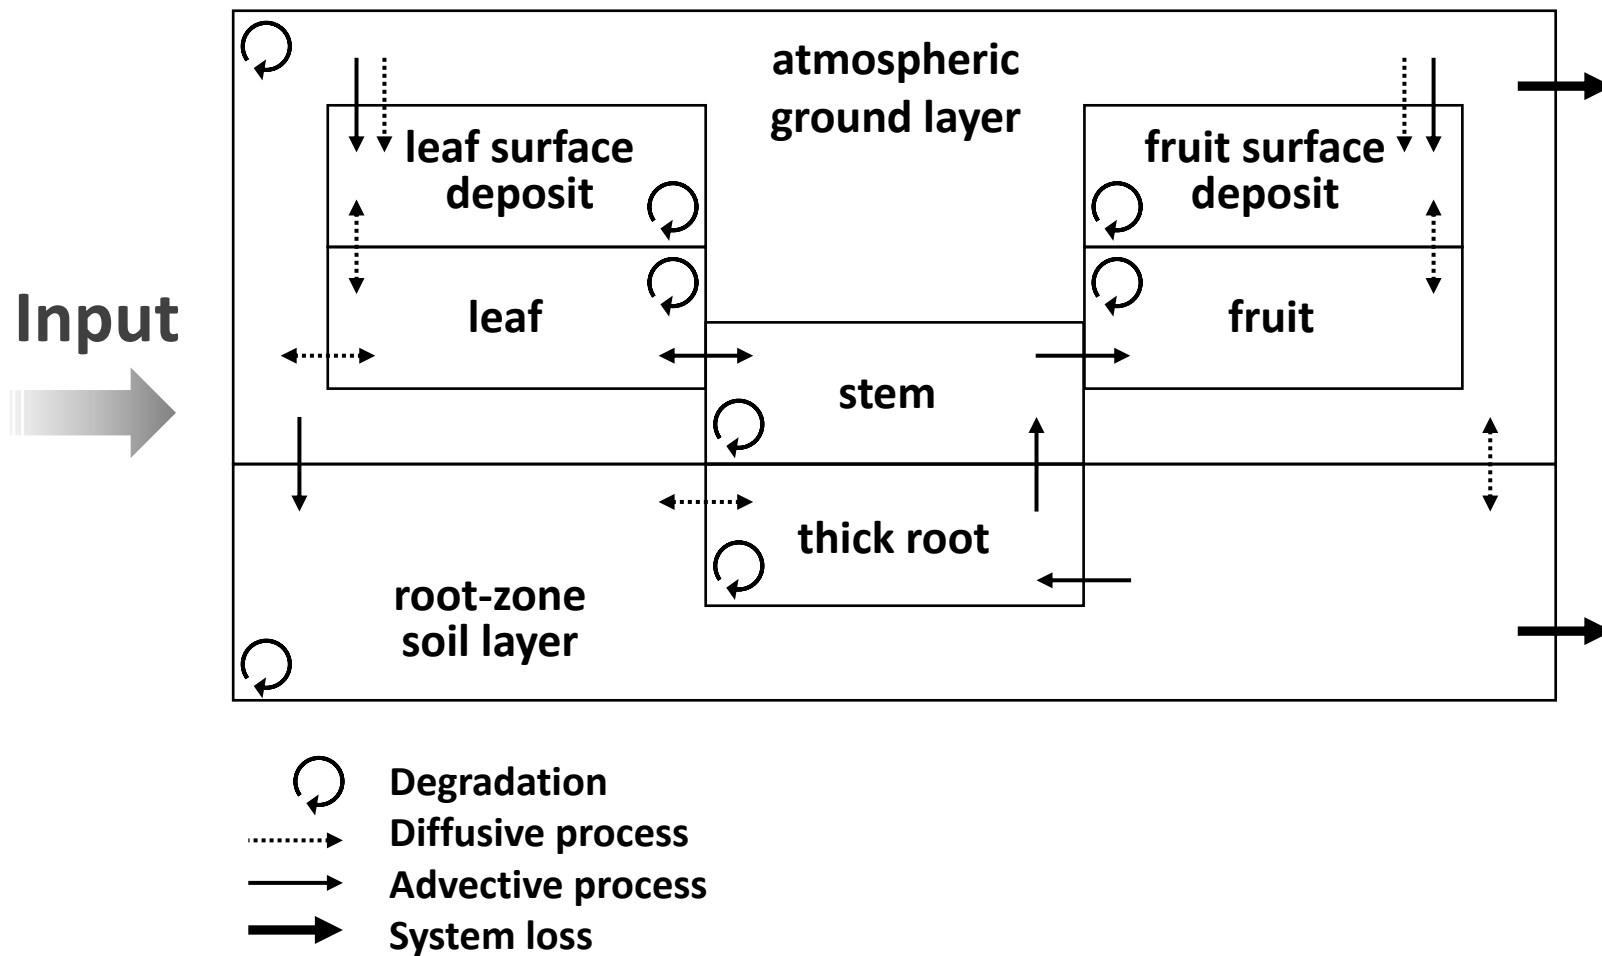 atmospheric
ground layer
leaf surface
deposit
fruit surface
deposit
Input
leaf
fruit
stem
thick root
root-zone
soil layer
Degradation
Diffusive process
Advective process
System loss